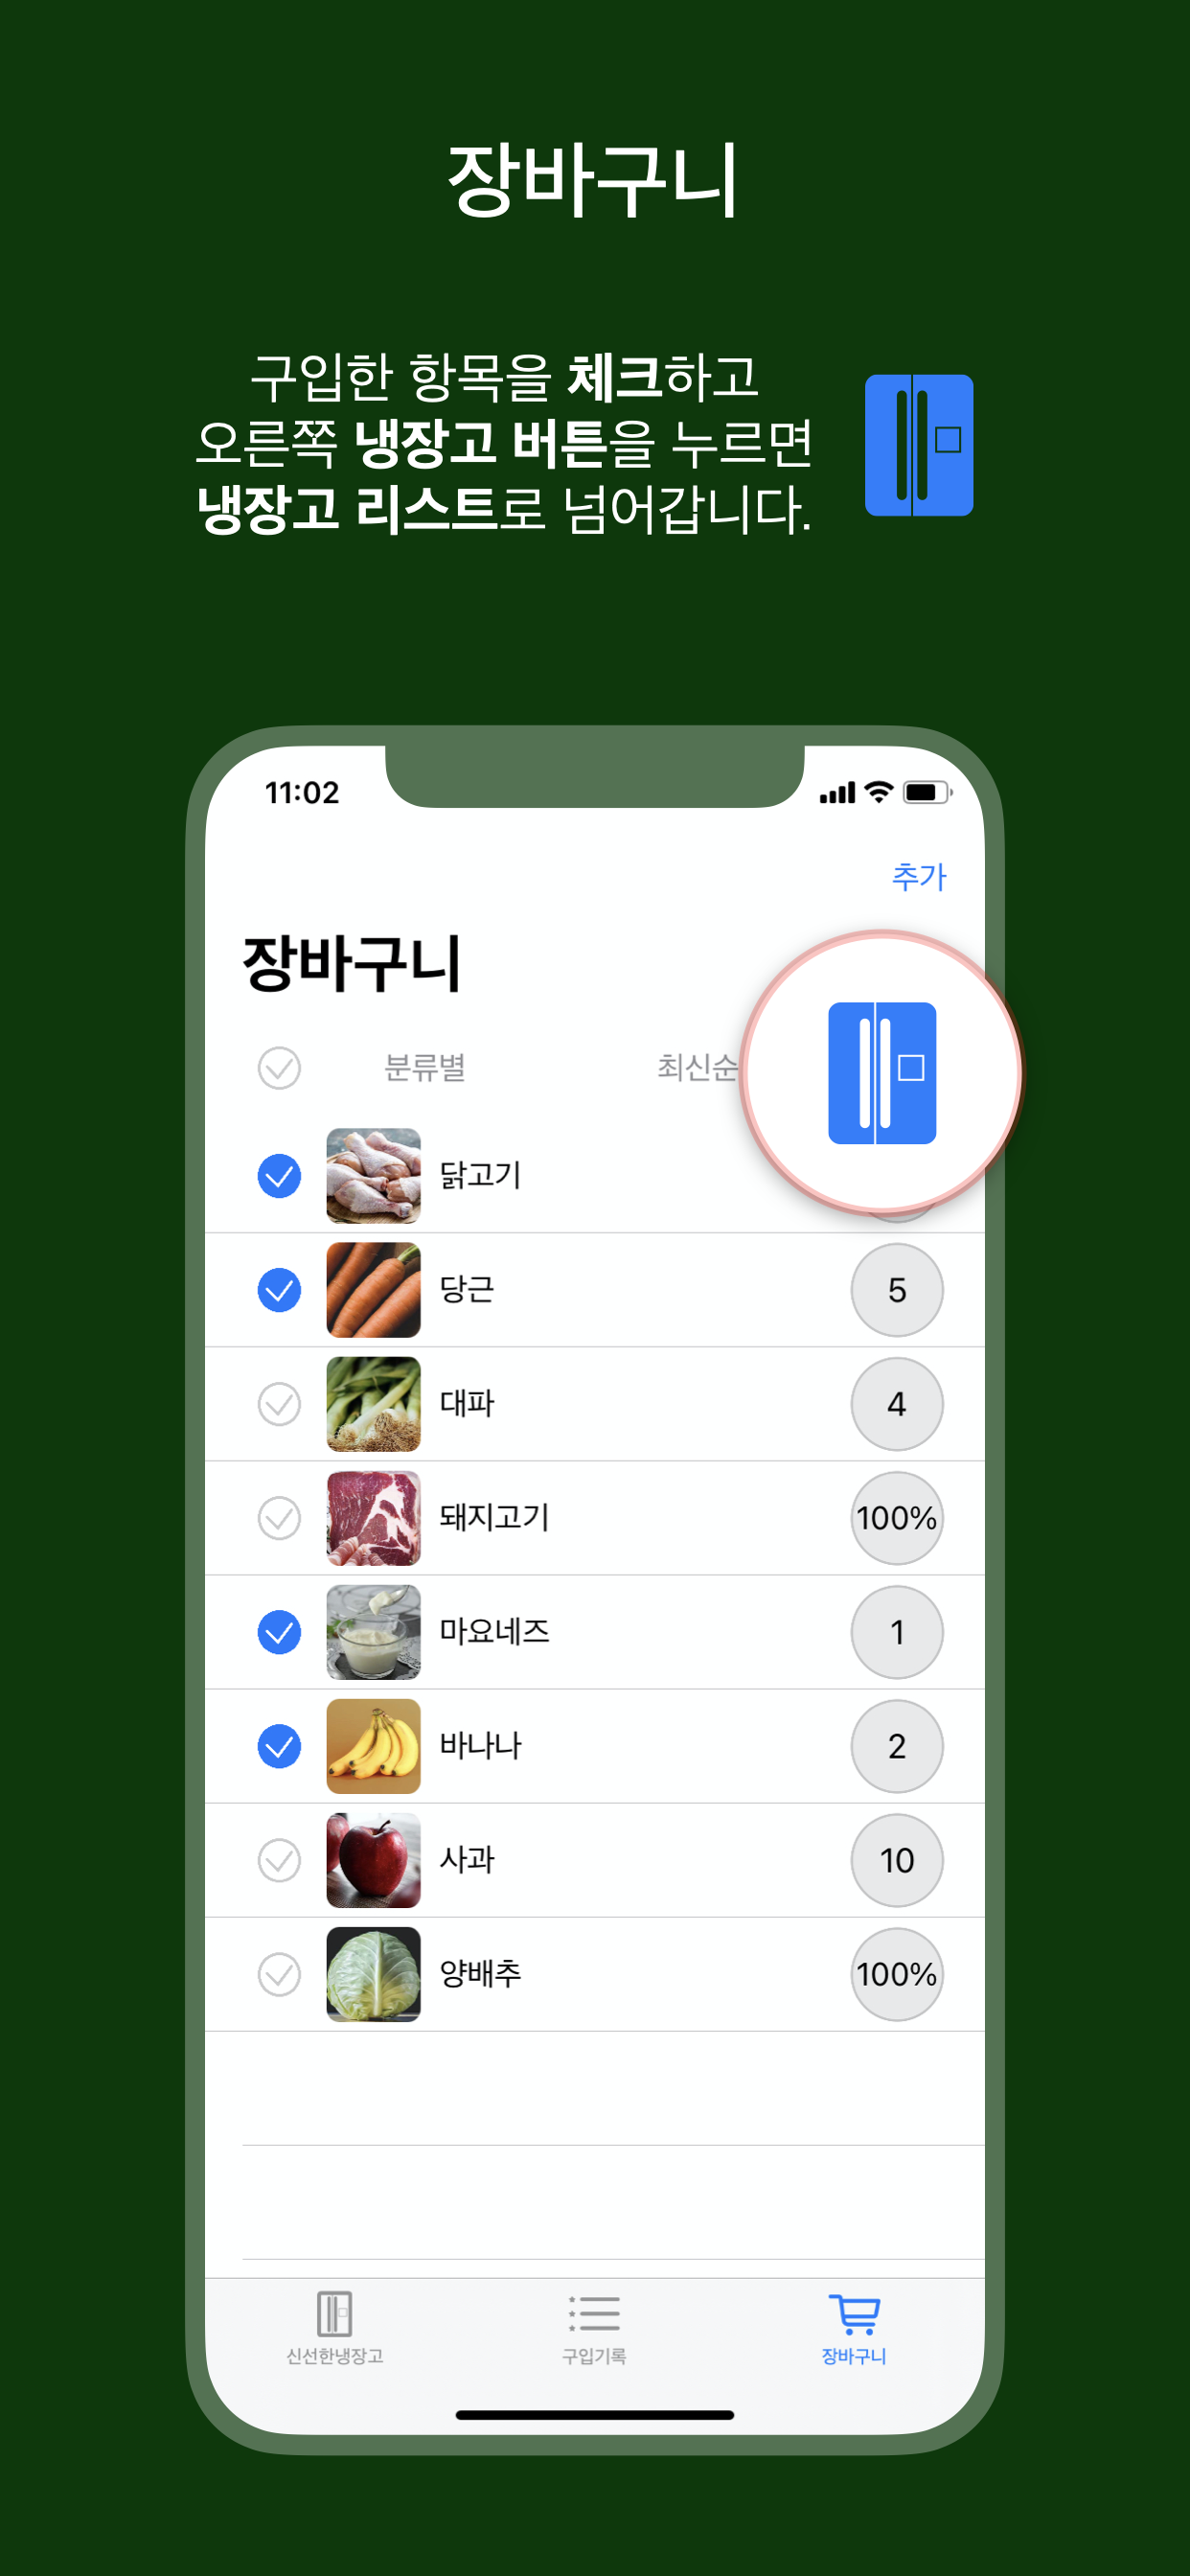 장바구니
구입한 항목을 체크하고
오른쪽 냉장고 버튼을 누르면
냉장고 리스트로 넘어갑니다.
11:02
추가
장바구니
분류별 최신순
닭고기
당근 5
대파 4
돼지고기 100%
마요네즈 1
바나나 2
사과 10
양배추 100%
신선한냉장고 구입기록 장바구니